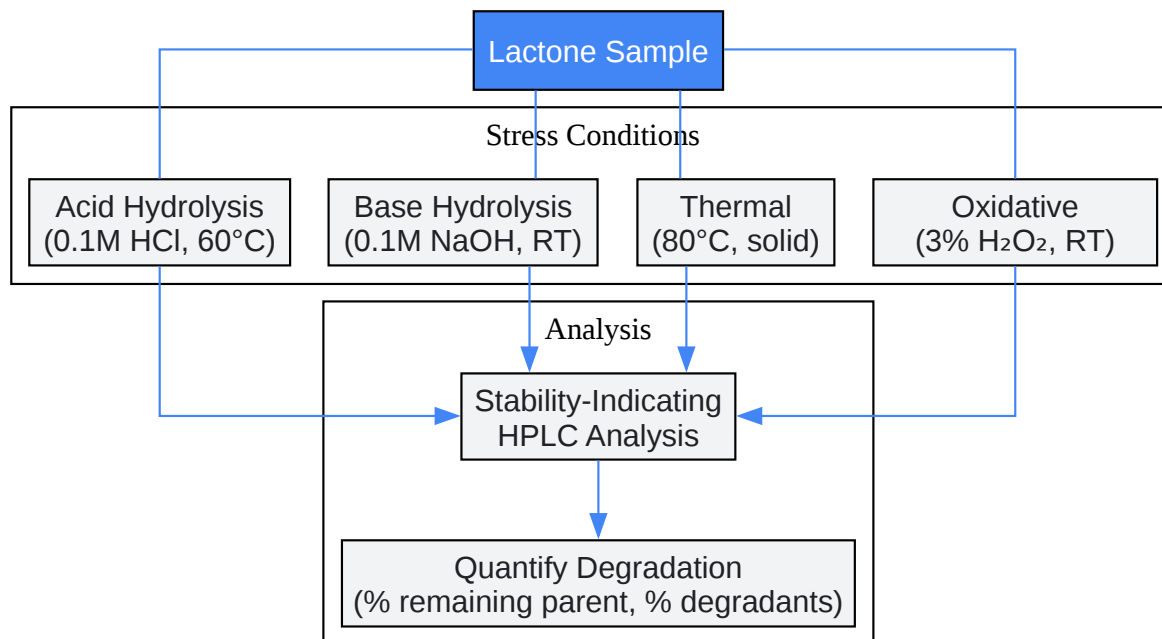 Lactone Sample
Stress Conditions
Acid Hydrolysis
(0.1M HCl, 60°C)
Base Hydrolysis
(0.1M NaOH, RT)
Thermal
(80°C, solid)
Oxidative
(3% H₂O₂, RT)
Analysis
Stability-Indicating
HPLC Analysis
Quantify Degradation
(% remaining parent, % degradants)